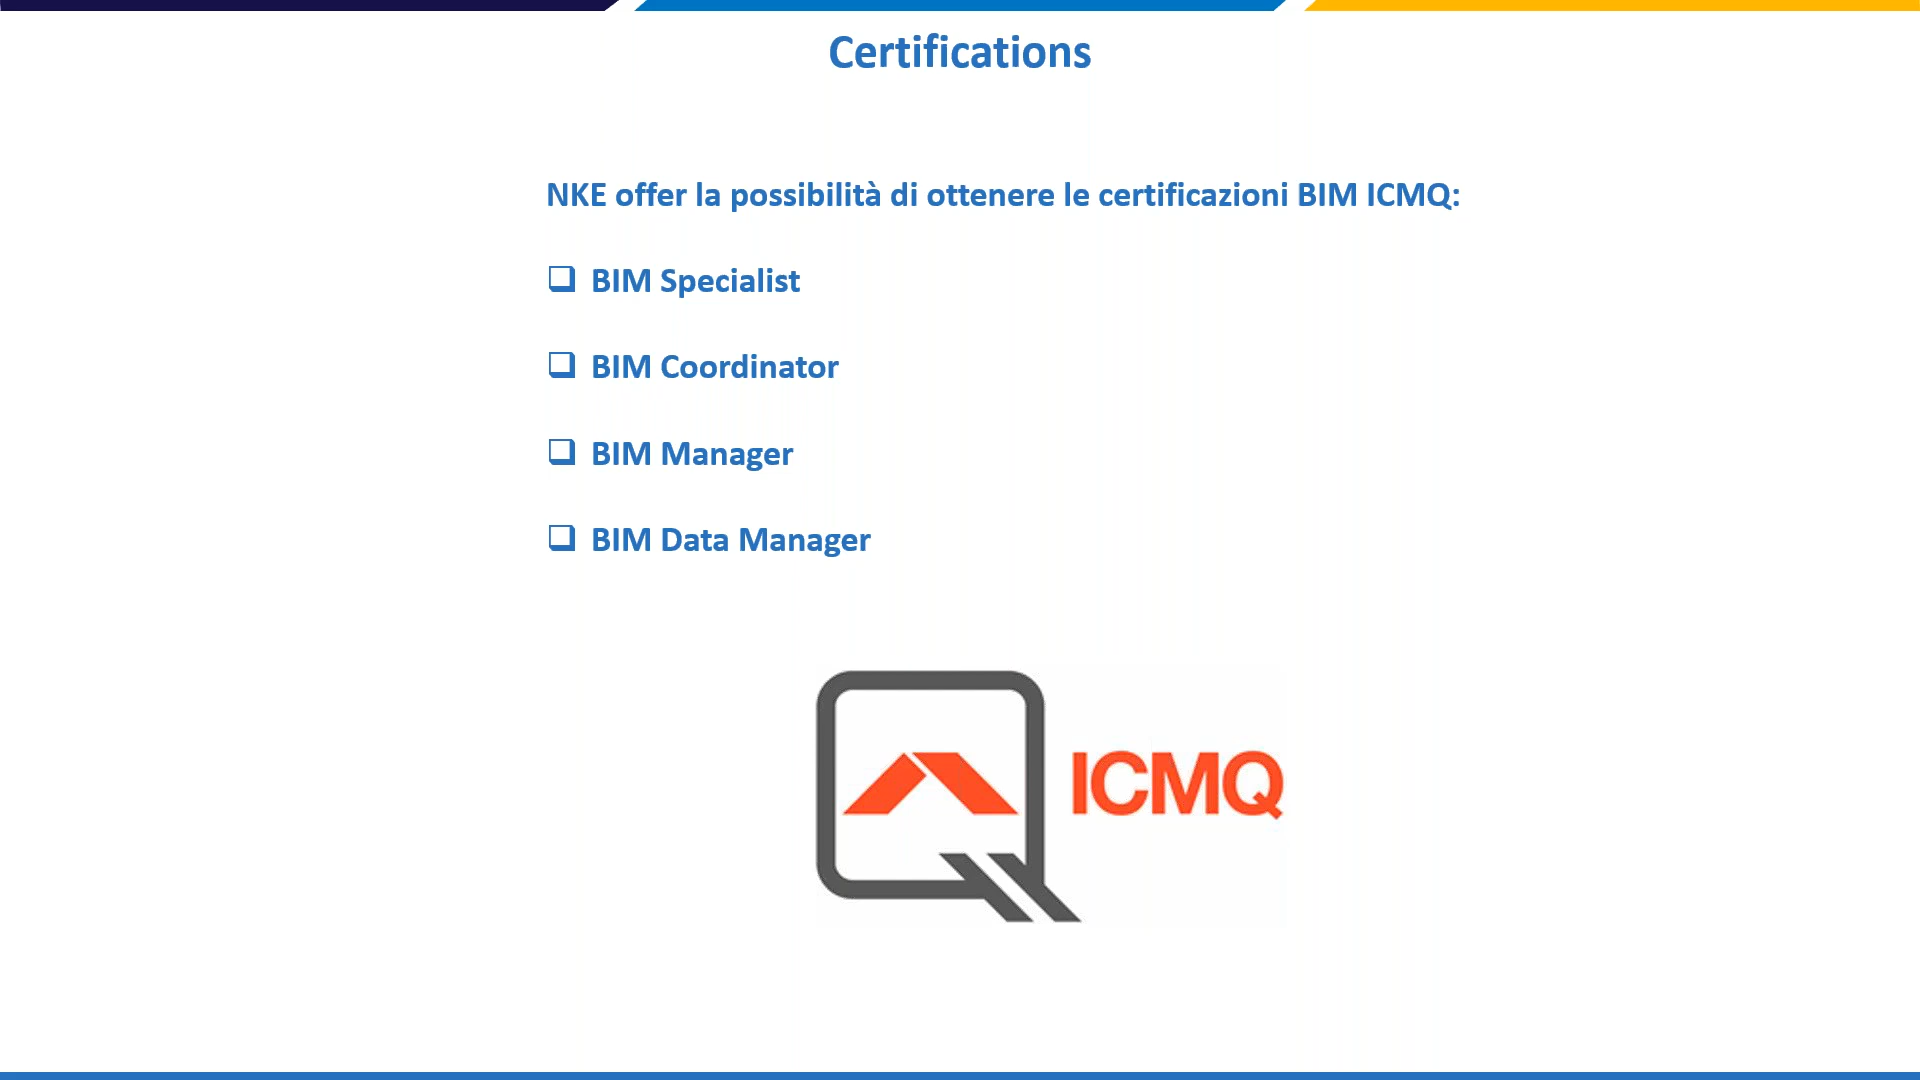 Certifications
NKE offer la possibilità di ottenere le certificazioni BIM ICMQ:
❑ BIM Specialist
❑ BIM Coordinator
❑ BIM Manager
❑ BIM Data Manager
ICMQ